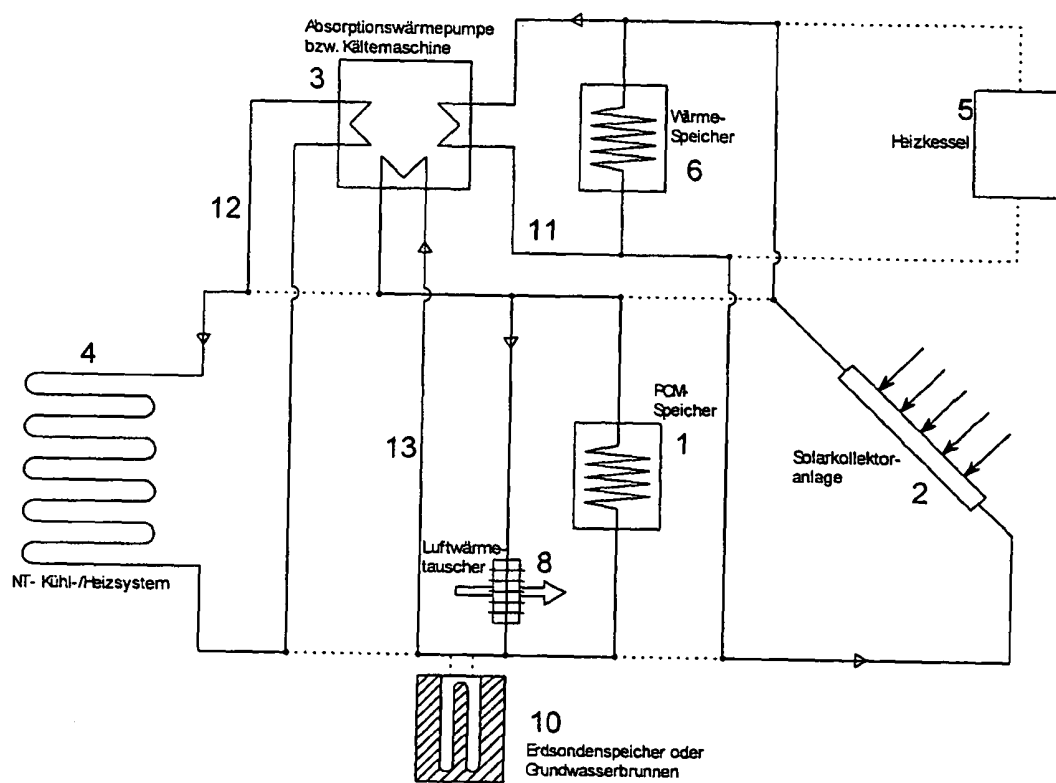 Absorptionswärmepumpe
bzw. Kältemaschine
3
Wärme-
Speicher
6
5
Heizkessel
12
11
4
PCM-
Speicher
1
13
Solarkollektor-
anlage
2
Luftwärme-
tauscher
8
NT- Kühl-/Heizsystem
10
Erdsondenspeicher oder
Grundwasserbrunnen